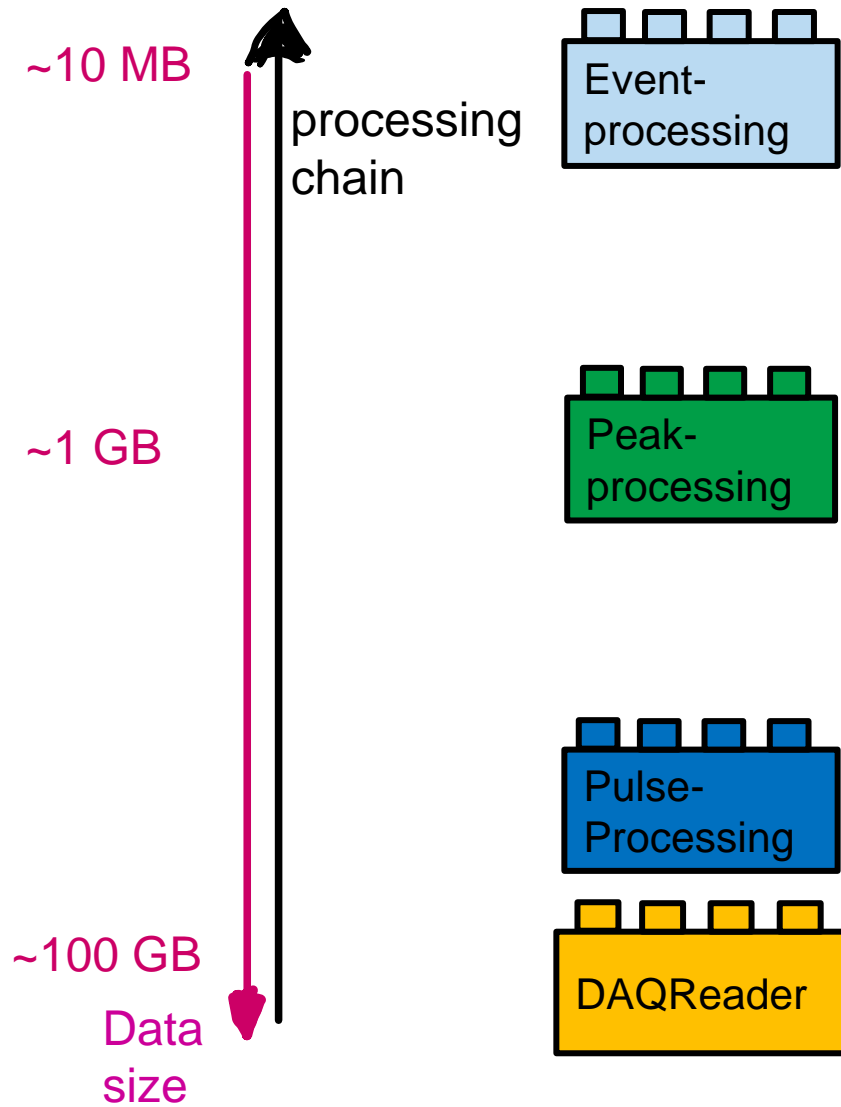 ~10 MB
processing
chain
Event-
processing
~1 GB
Peak-
processing
Pulse-
Processing
~100 GB
DAQReader
Data
size